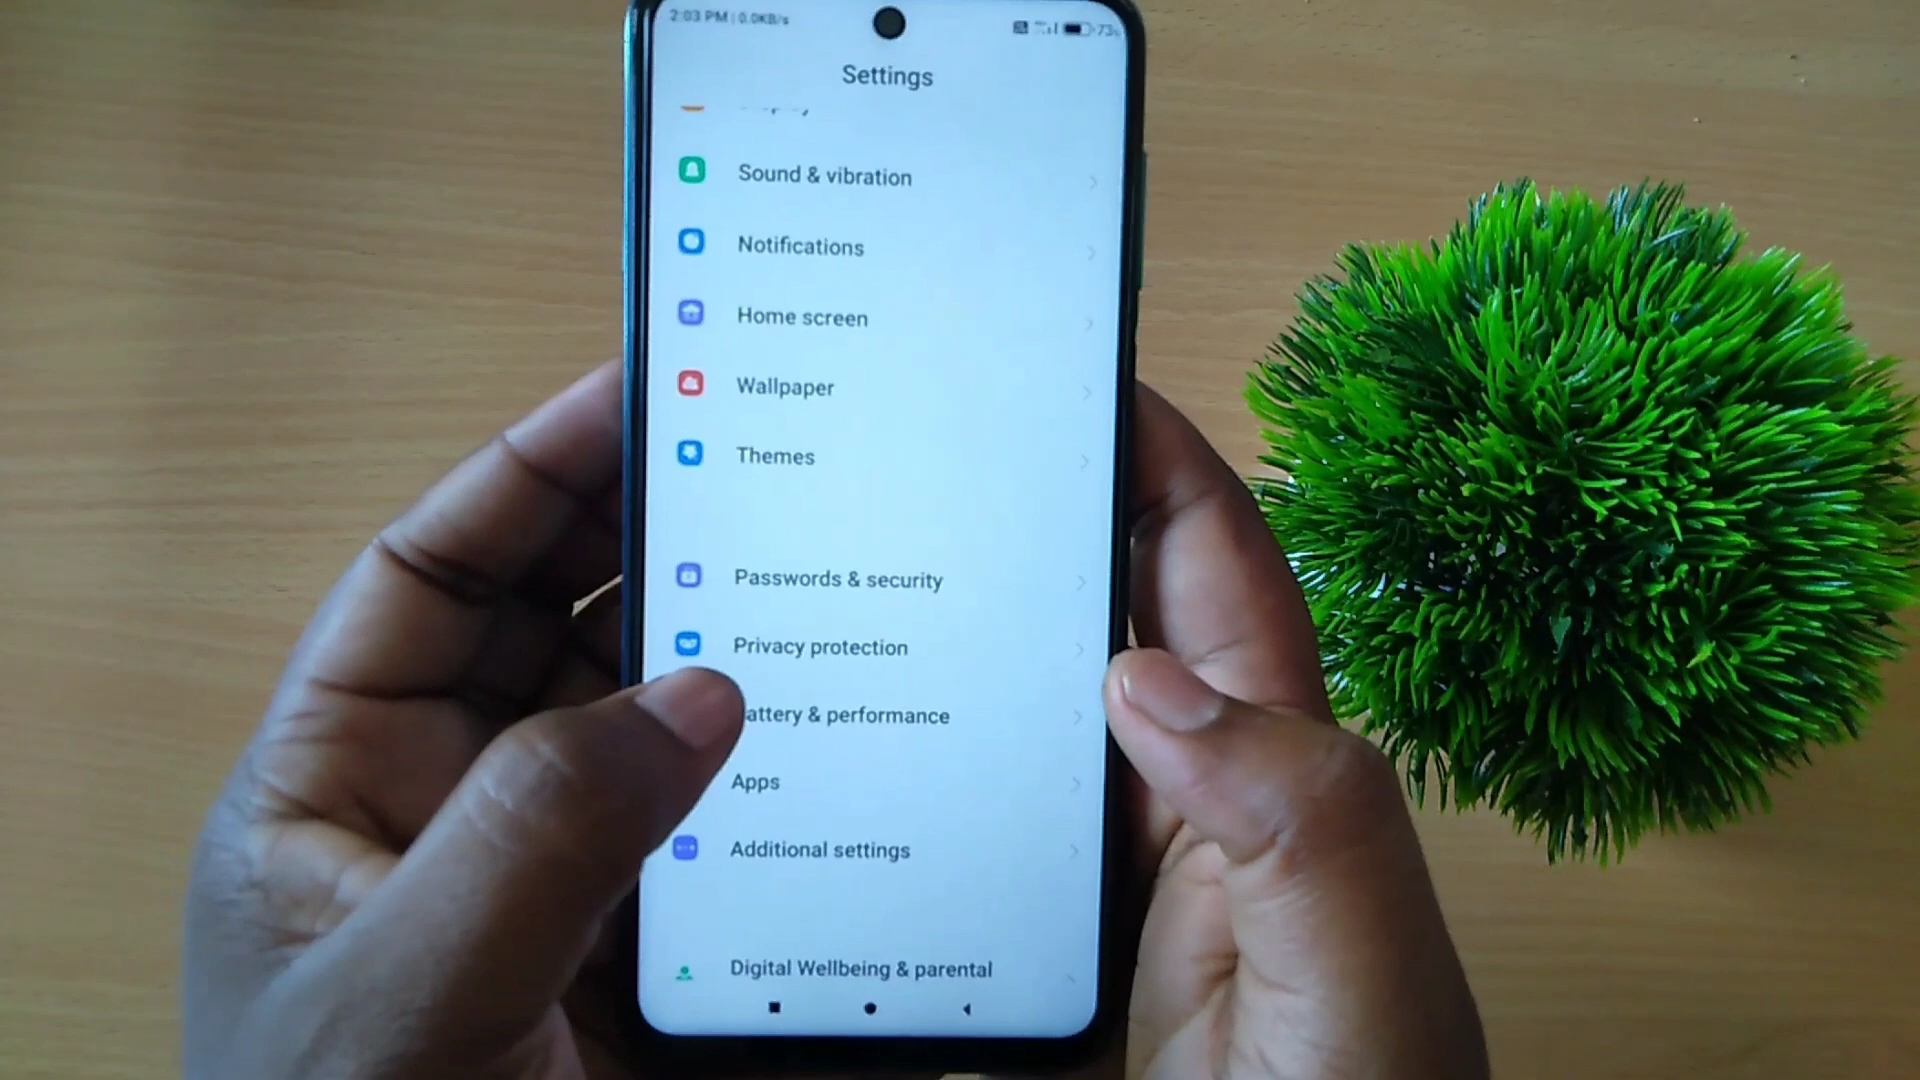 2:03 PM | 0.0KB/s
73
Settings
Sound & vibration
Notifications
Home screen
Wallpaper
Themes
Passwords & security
Privacy protection
attery & performance
Apps
Additional settings
Digital Wellbeing & parental